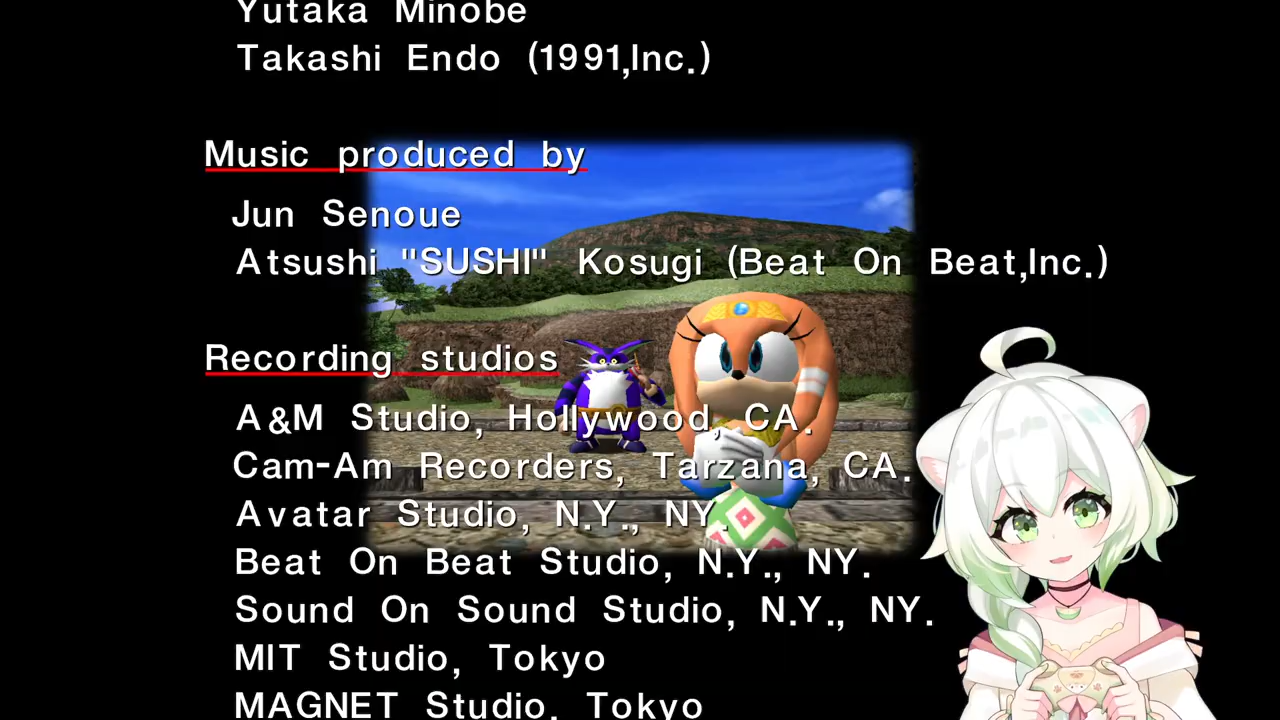 Yutaka Minobe
Takashi Endo (1991,Inc.)
Music produced by
Jun Senoue
Atsushi "SUSHI" Kosugi (Beat On Beat,Inc.)
Recording studios
A&M Studio, Hollywood, CA.
Cam-Am Recorders, Tarzana, CA.
Avatar Studio, N.Y., NY.
Beat On Beat Studio, N.Y., NY.
Sound On Sound Studio, N.Y., NY.
MIT Studio, Tokyo
MAGNET Studio, Tokyo